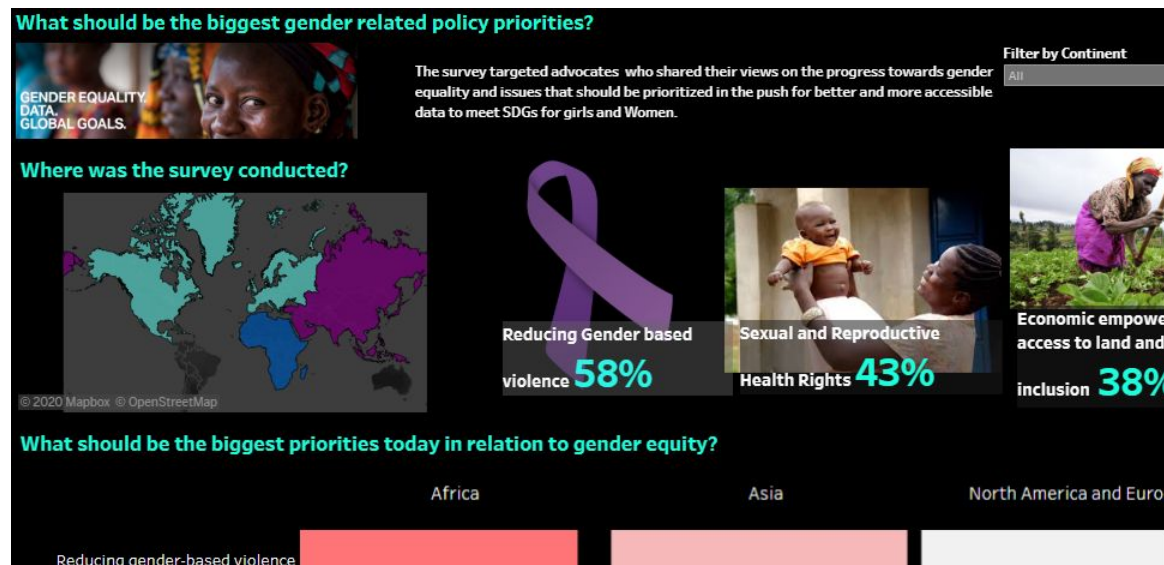 What should be the biggest gender related policy priorities?
GENDER EQUALITY.
DATA.
GLOBAL GOALS.
The survey targeted advocates who shared their views on the progress towards gender
equality and issues that should be prioritized in the push for better and more accessible
data to meet SDGs for girls and Women.
Filter by Continent
All
Where was the survey conducted?
© 2020 Mapbox © OpenStreetMap
Reducing Gender based
violence 58%
Sexual and Reproductive
Health Rights 43%
Economic empowe
access to land and
inclusion 38%
What should be the biggest priorities today in relation to gender equity?
Africa
Asia
North America and Euro
Reducing gender-based violence